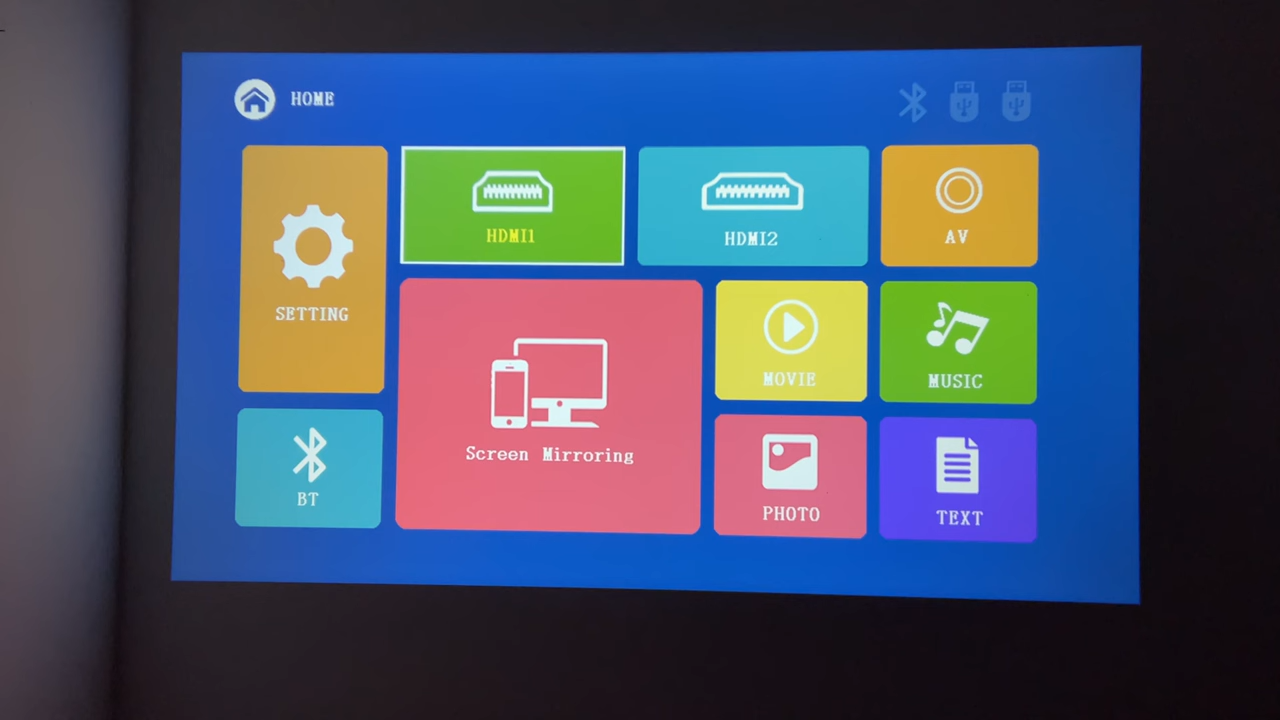 HOME
SETTING
HDMI1
HDMI2
AV
Screen Mirroring
MOVIE
MUSIC
BT
PHOTO
TEXT